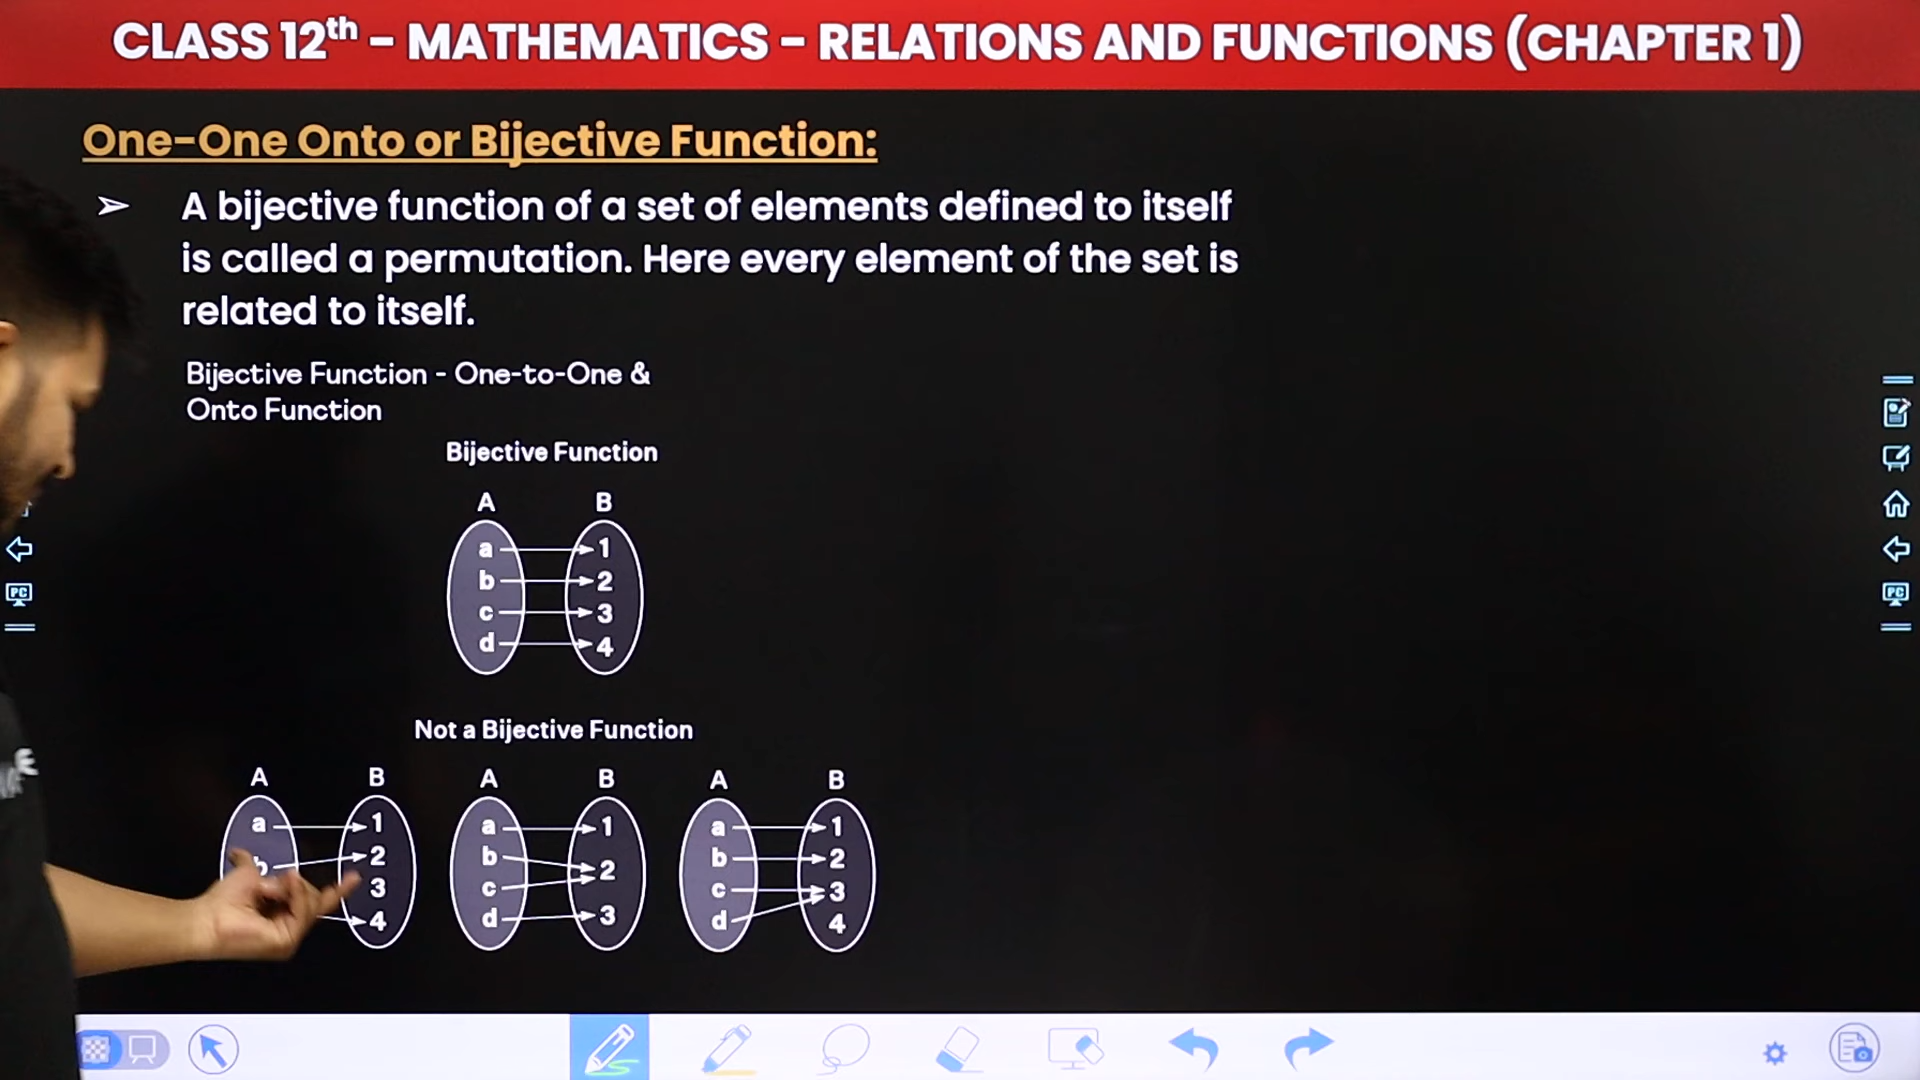 CLASS 12th - MATHEMATICS - RELATIONS AND FUNCTIONS (CHAPTER 1)
One-One Onto or Bijective Function:
➢ A bijective function of a set of elements defined to itself
is called a permutation. Here every element of the set is
related to itself.
Bijective Function - One-to-One &
Onto Function
Bijective Function
A B
a 1
b 2
c 3
d 4
Not a Bijective Function
A B A B A B
a 1 a 1 a 1
b 2 b 2 b 2
3 c c 3
4 d 3 d 4
PC PC